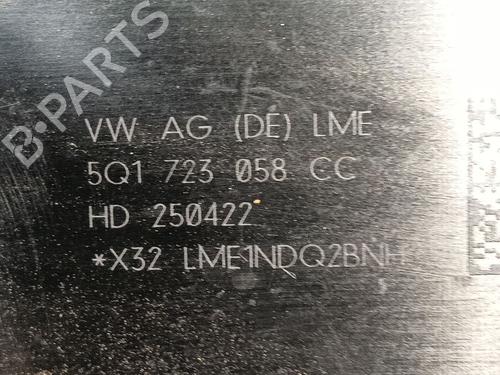 B-PARTS
VW AG (DE) LME
5Q1 723 058 CC
HD 250422
*X32 LME1NDQ2BNH